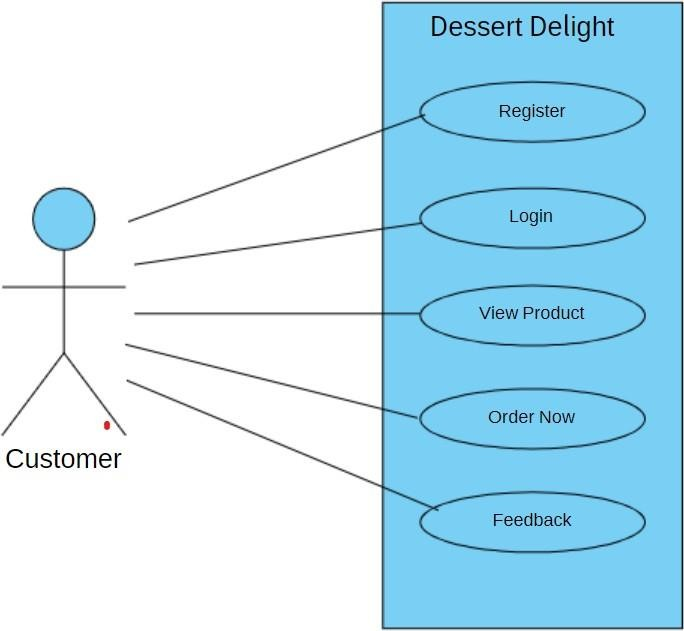 Dessert Delight
Register
Login
View Product
Order Now
Feedback
Customer